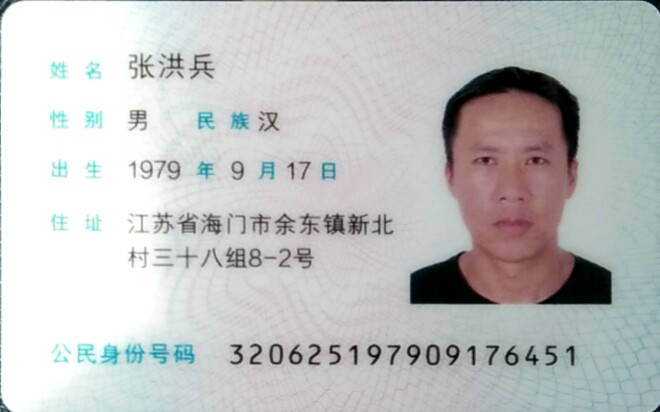 姓名 张洪兵
性别 男 民族 汉
出生 1979 年 9 月 17 日
住址 江苏省海门市余东镇新北
村三十八组8-2号
公民身份号码 320625197909176451